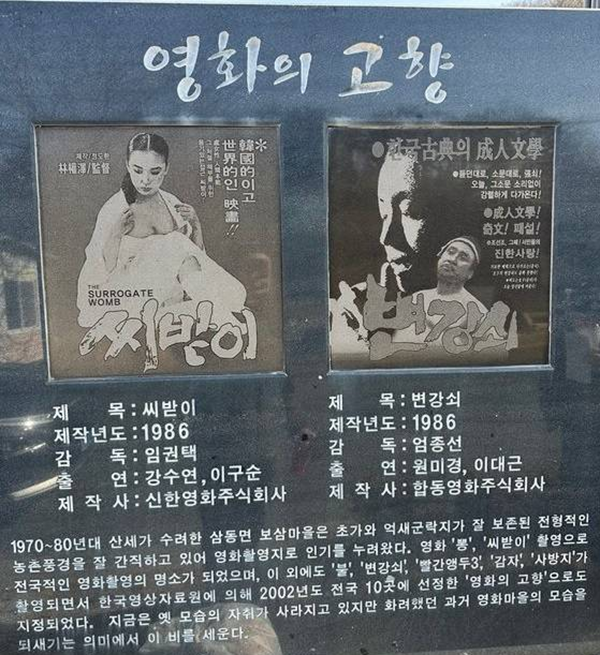 영화의 고향
제작/정도환
林權澤/監督
韓國的이고
世界的인 映畫!!
THE
SURROGATE
WOMB
씨받이
●한국古典의 成人文學
●듣던대로, 소문대로, 強쇠!
오늘, 그소문 소리없이
강렬하게 다가온다!
●成人文學!
奇文! 패설!
진한사랑!
변강쇠
제 목 : 씨받이
제작년도 : 1986
감 독 : 임권택
출 연 : 강수연, 이구순
제 작 사 : 신한영화주식회사
제 목 : 변강쇠
제작년도 : 1986
감 독 : 엄종선
출 연 : 원미경, 이대근
제 작 사 : 합동영화주식회사
1970~80년대 산세가 수려한 삼동면 보삼마을은 초가와 억새군락지가 잘 보존된 전형적인
농촌풍경을 잘 간직하고 있어 영화촬영지로 인기를 누려왔다. 영화 '뽕', '씨받이' 촬영으로
전국적인 영화촬영의 명소가 되었으며, 이 외에도 '불', '변강쇠', '빨간앵두3', '감자', '사방지'가
촬영되면서 한국영상자료원에 의해 2002년도 전국 10곳에 선정한 '영화의 고향'으로도
지정되었다. 지금은 옛 모습의 자취가 사라지고 있지만 화려했던 과거 영화마을의 모습을
되새기는 의미에서 이 비를 세운다.